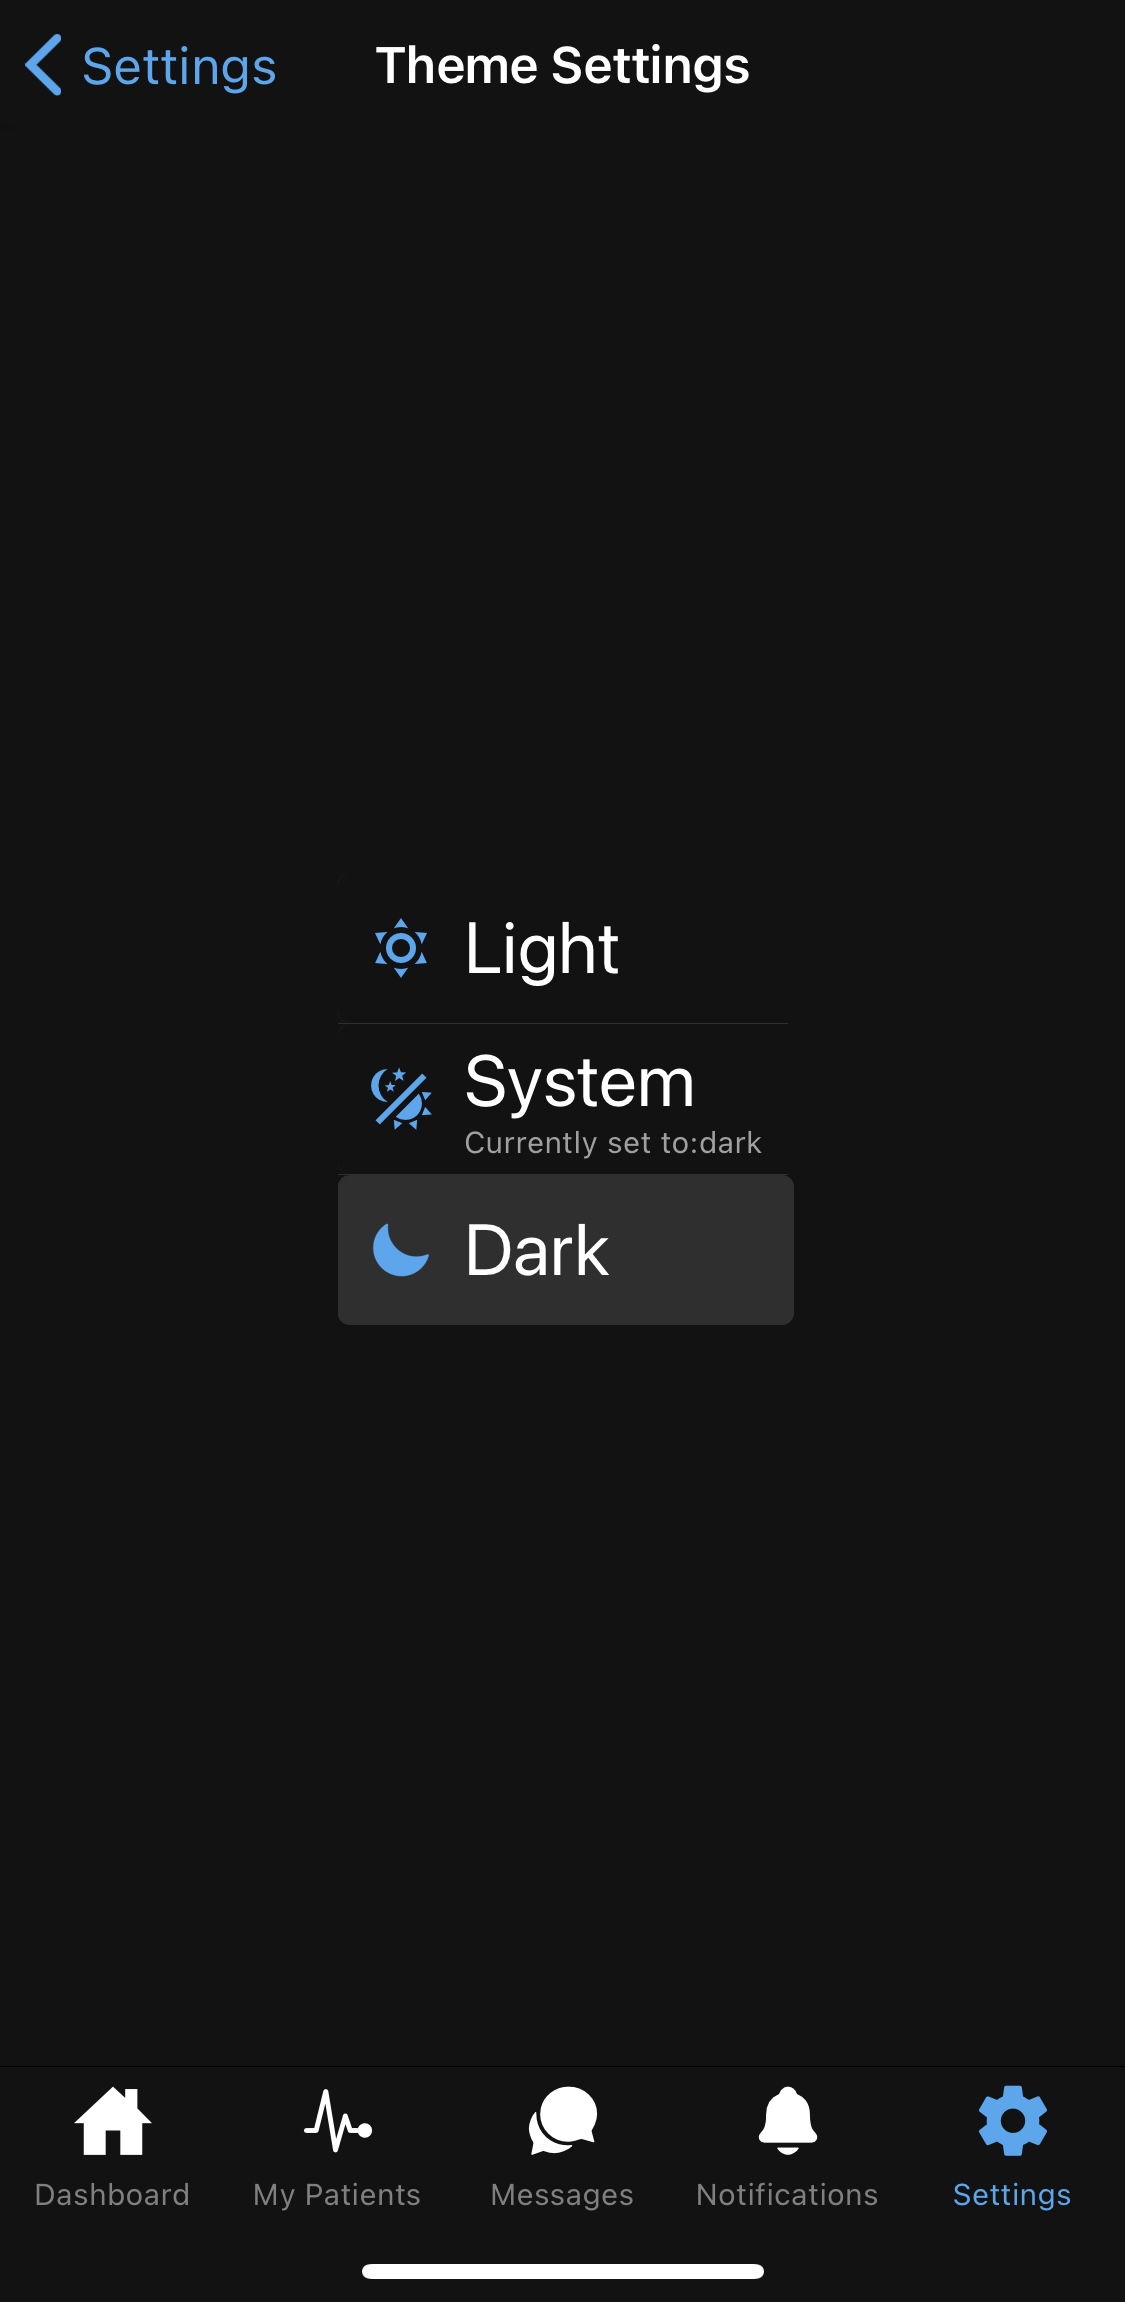 Settings
Theme Settings
Light
System
Currently set to:dark
Dark
Dashboard
My Patients
Messages
Notifications
Settings